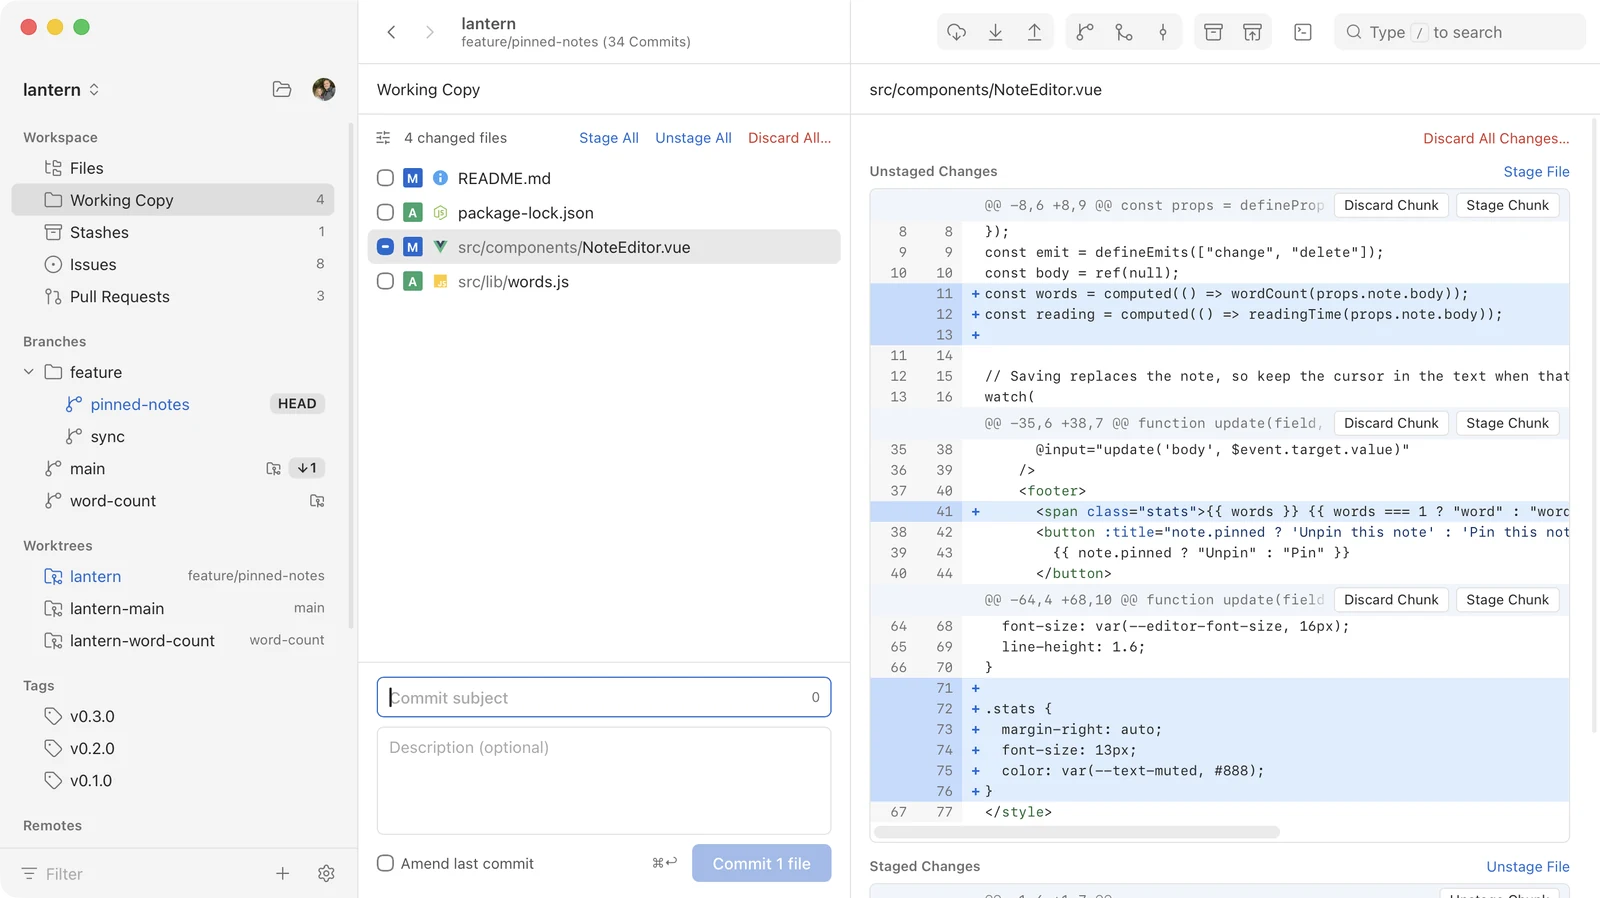 lantern
feature/pinned-notes (34 Commits)
Type / to search
lantern
Workspace
Files
Working Copy 4
Stashes 1
Issues 8
Pull Requests 3
Branches
feature
pinned-notes HEAD
sync
main ↓1
word-count
Worktrees
lantern feature/pinned-notes
lantern-main main
lantern-word-count word-count
Tags
v0.3.0
v0.2.0
v0.1.0
Remotes
Filter
Working Copy
4 changed files Stage All Unstage All Discard All...
M README.md
A package-lock.json
M src/components/NoteEditor.vue
A JS src/lib/words.js
Commit subject 0
Description (optional)
Amend last commit ⌘↩ Commit 1 file
src/components/NoteEditor.vue
Discard All Changes...
Unstaged Changes Stage File
@@ -8,6 +8,9 @@ const props = defineProp Discard Chunk Stage Chunk
8 8 });
9 9 const emit = defineEmits(["change", "delete"]);
10 10 const body = ref(null);
11 + const words = computed(() => wordCount(props.note.body));
12 + const reading = computed(() => readingTime(props.note.body));
13 +
11 14
12 15 // Saving replaces the note, so keep the cursor in the text when that
13 16 watch(
@@ -35,6 +38,7 @@ function update(field, Discard Chunk Stage Chunk
35 38 @input="update('body', $event.target.value)"
36 39 />
37 40 <footer>
41 + <span class="stats">{{ words }} {{ words === 1 ? "word" : "word
38 42 <button :title="note.pinned ? 'Unpin this note' : 'Pin this not
39 43 {{ note.pinned ? "Unpin" : "Pin" }}
40 44 </button>
@@ -64,4 +68,10 @@ function update(field Discard Chunk Stage Chunk
64 68 font-size: var(--editor-font-size, 16px);
65 69 line-height: 1.6;
66 70 }
71 +
72 + .stats {
73 + margin-right: auto;
74 + font-size: 13px;
75 + color: var(--text-muted, #888);
76 + }
67 77 </style>
Staged Changes Unstage File